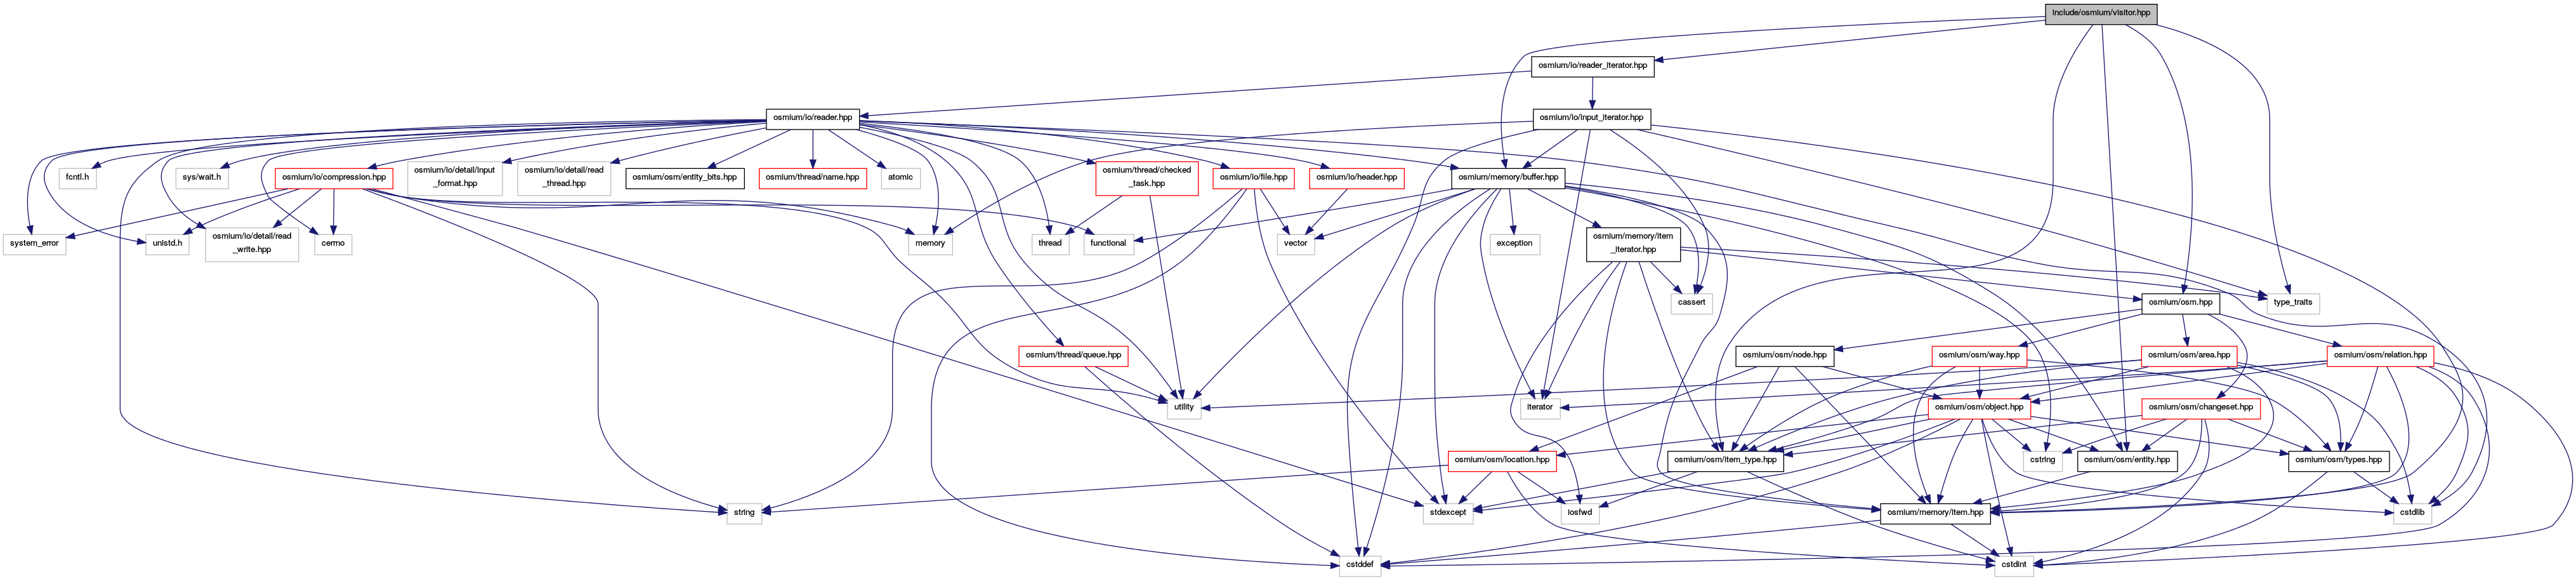 include/osmium/visitor.hpp
osmium/io/reader_iterator.hpp
osmium/io/reader.hpp
osmium/io/input_iterator.hpp
fcntl.h
sys/wait.h
osmium/io/compression.hpp
osmium/io/detail/input
_format.hpp
osmium/io/detail/read
_thread.hpp
osmium/osm/entity_bits.hpp
osmium/thread/name.hpp
atomic
osmium/thread/checked
_task.hpp
osmium/io/file.hpp
osmium/io/header.hpp
osmium/memory/buffer.hpp
system_error
unistd.h
osmium/io/detail/read
_write.hpp
cerrno
memory
thread
functional
vector
exception
osmium/memory/item
_iterator.hpp
cassert
osmium/osm.hpp
type_traits
osmium/thread/queue.hpp
osmium/osm/node.hpp
osmium/osm/way.hpp
osmium/osm/area.hpp
osmium/osm/relation.hpp
utility
iterator
osmium/osm/object.hpp
osmium/osm/changeset.hpp
osmium/osm/location.hpp
osmium/osm/item_type.hpp
cstring
osmium/osm/entity.hpp
osmium/osm/types.hpp
string
stdexcept
iosfwd
osmium/memory/item.hpp
cstdlib
cstddef
cstdint